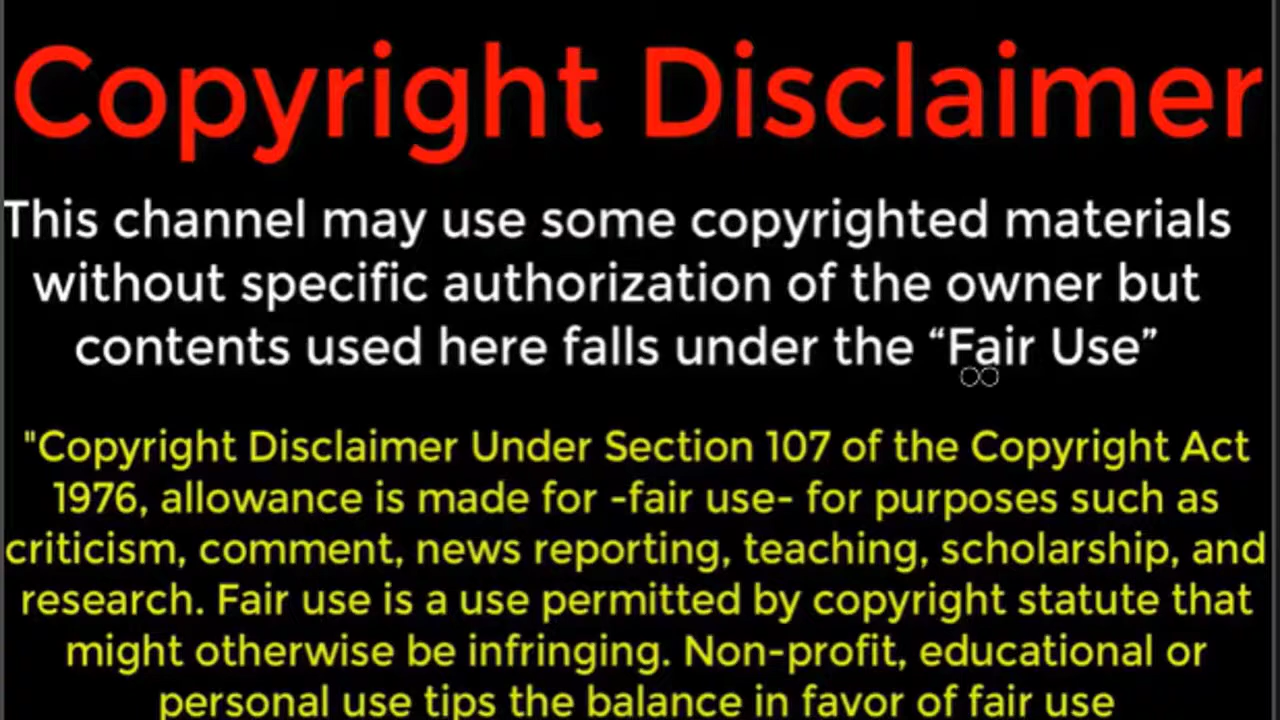 Copyright Disclaimer
This channel may use some copyrighted materials
without specific authorization of the owner but
contents used here falls under the “Fair Use”
"Copyright Disclaimer Under Section 107 of the Copyright Act
1976, allowance is made for -fair use- for purposes such as
criticism, comment, news reporting, teaching, scholarship, and
research. Fair use is a use permitted by copyright statute that
might otherwise be infringing. Non-profit, educational or
personal use tips the balance in favor of fair use